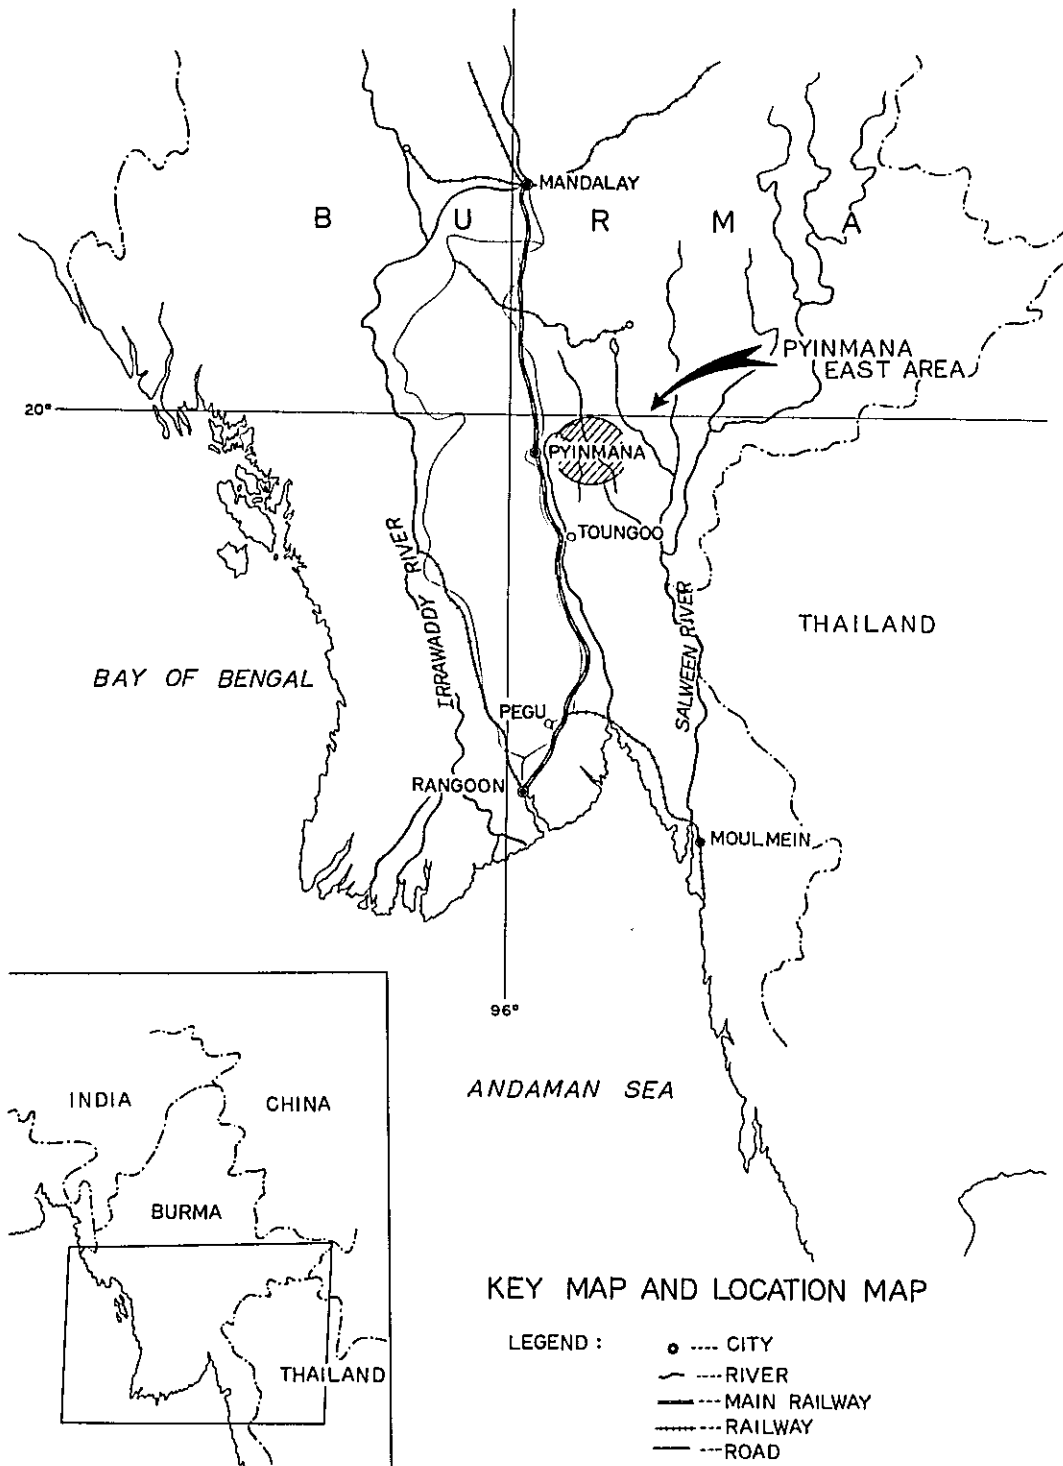 MANDALAY
B U R M A
PYINMANA
EAST AREA
20°
PYINMANA
TOUNGOO
IRRAWADDY RIVER
SALWEEN RIVER
THAILAND
BAY OF BENGAL
PEGU
RANGOON
MOULMEIN
96°
ANDAMAN SEA
INDIA
CHINA
BURMA
THAILAND
KEY MAP AND LOCATION MAP
LEGEND :
---- CITY
---- RIVER
--- MAIN RAILWAY
---- RAILWAY
--- ROAD